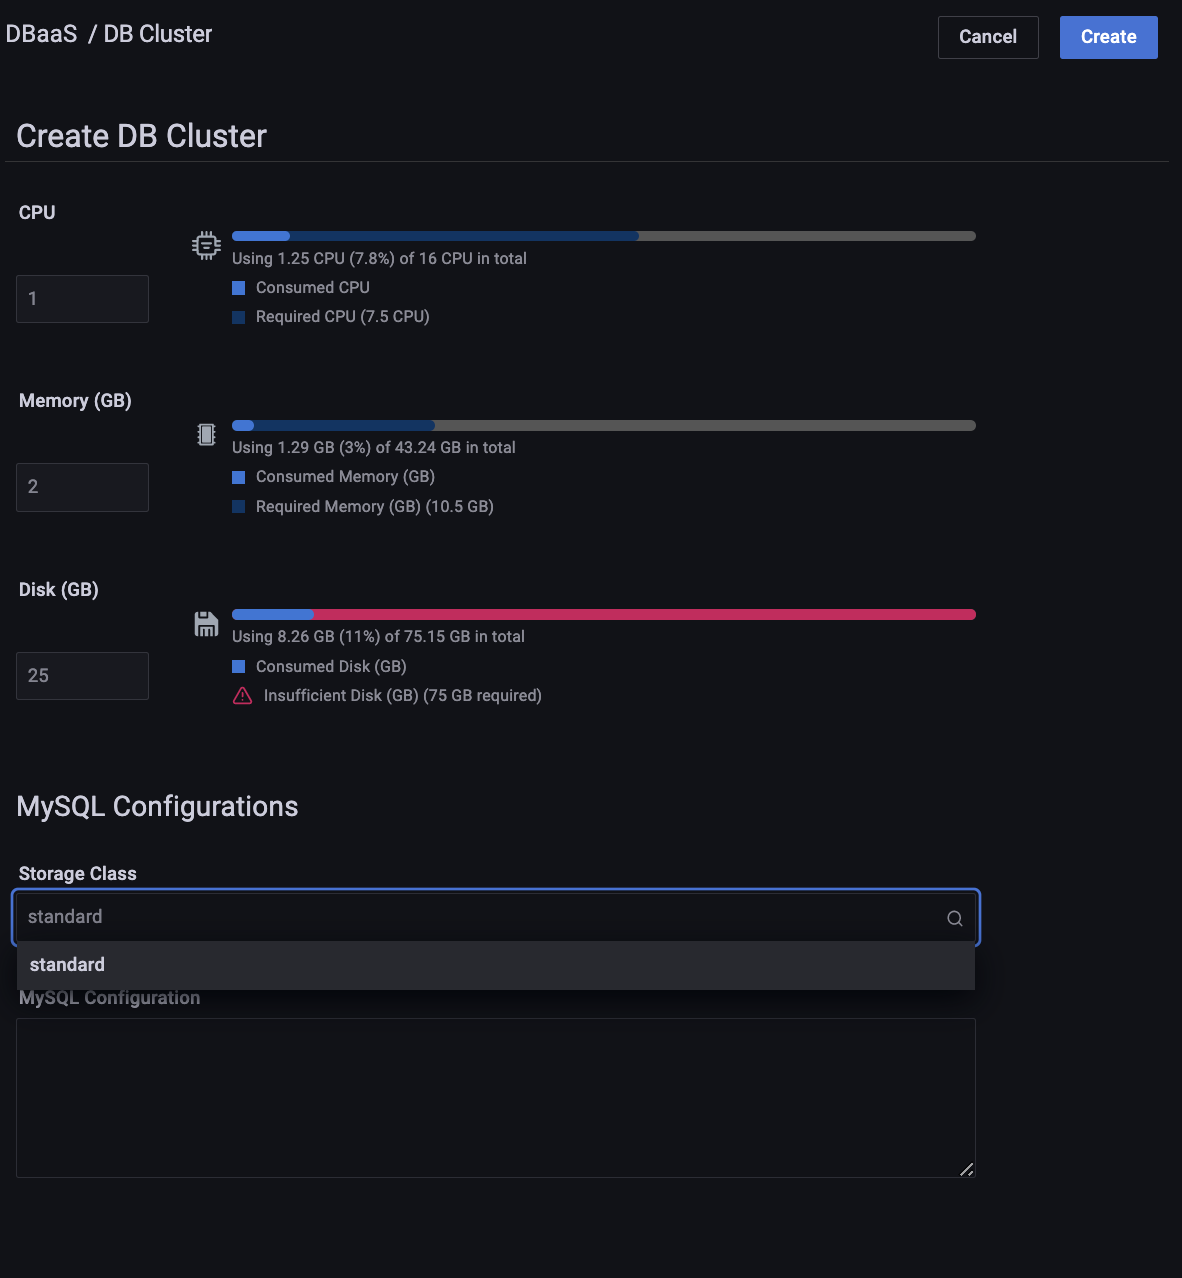 DBaaS / DB Cluster
Cancel
Create
Create DB Cluster
CPU
Using 1.25 CPU (7.8%) of 16 CPU in total
Consumed CPU
1
Required CPU (7.5 CPU)
Memory (GB)
Using 1.29 GB (3%) of 43.24 GB in total
Consumed Memory (GB)
2
Required Memory (GB) (10.5 GB)
Disk (GB)
Using 8.26 GB (11%) of 75.15 GB in total
Consumed Disk (GB)
25
Insufficient Disk (GB) (75 GB required)
MySQL Configurations
Storage Class
standard
standard
MySQL Configuration